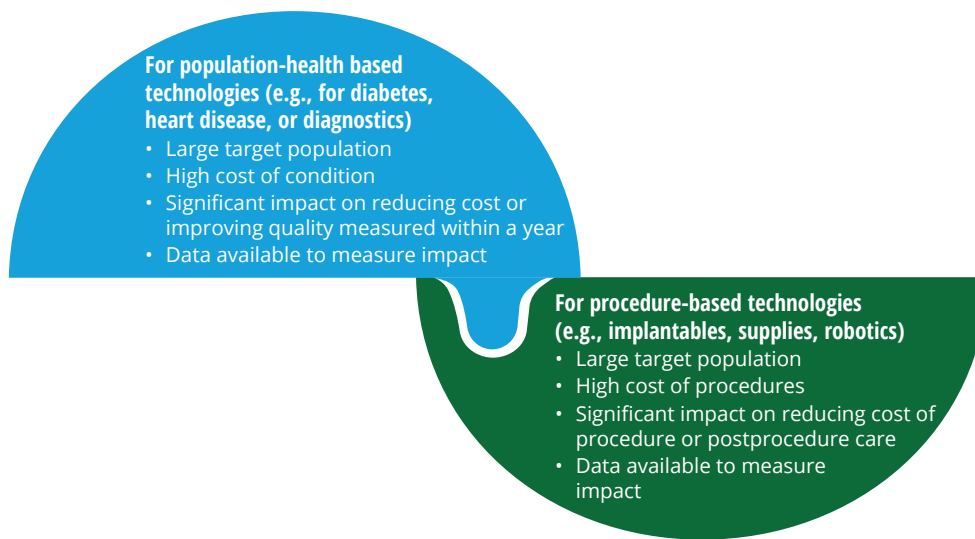 For population-health based
technologies (e.g., for diabetes,
heart disease, or diagnostics)
• Large target population
• High cost of condition
• Significant impact on reducing cost or
improving quality measured within a year
• Data available to measure impact
For procedure-based technologies
(e.g., implantables, supplies, robotics)
• Large target population
• High cost of procedures
• Significant impact on reducing cost of
procedure or postprocedure care
• Data available to measure
impact